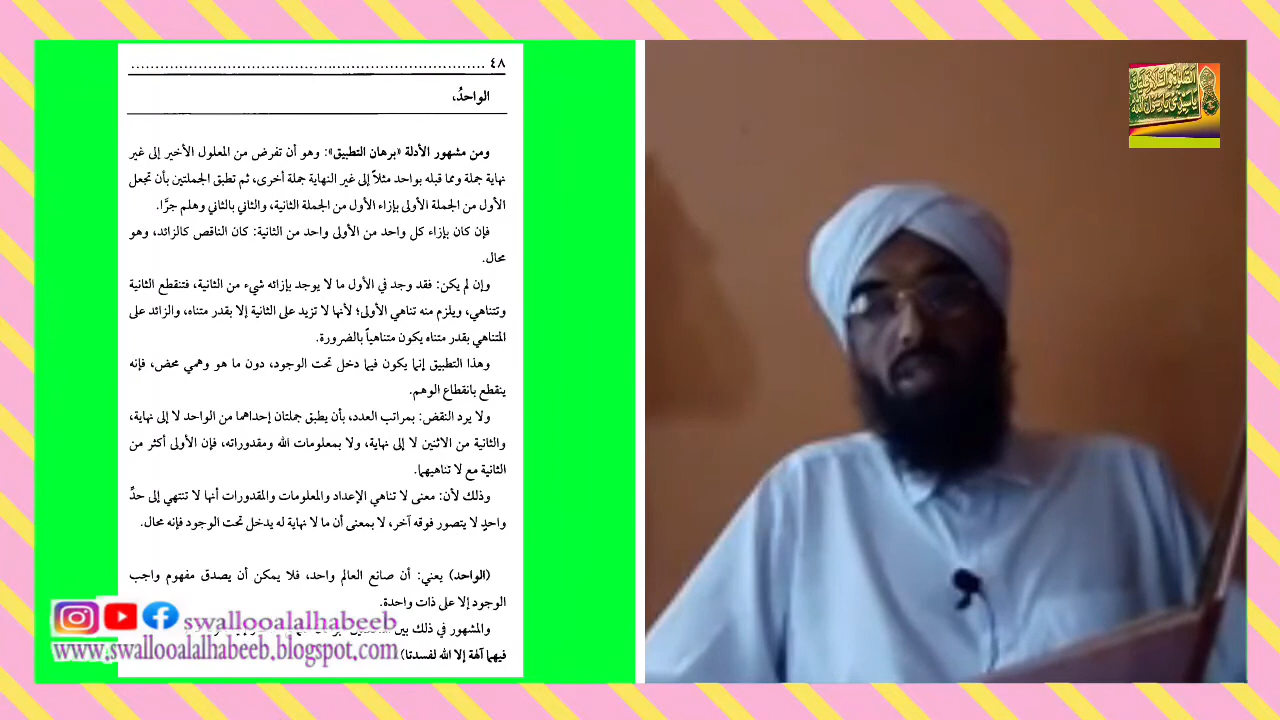 ٤٨
الواحدُ،
ومن مشهور الأدلة «برهان التطبيق»: وهو أن تفرض من المعلول الأخير إلى غير
نهاية جملة ومما قبله بواحد مثلاً إلى غير النهاية جملة أخرى، ثم تطبق الجملتين بأن تجعل
الأول من الجملة الأولى بإزاء الأول من الجملة الثانية، والثاني بالثاني وهلم جرًّا.
فإن كان بإزاء كل واحد من الأولى واحد من الثانية: كان الناقص كالزائد، وهو
محال.
وإن لم يكن: فقد وجد في الأول ما لا يوجد بإزائه شيء من الثانية، فتنقطع الثانية
وتتناهي، ويلزم منه تناهي الأولى؛ لأنها لا تزيد على الثانية إلا بقدر متناه، والزائد على
المتناهي بقدر متناه يكون متناهياً بالضرورة.
وهذا التطبيق إنما يكون فيما دخل تحت الوجود، دون ما هو وهمي محض، فإنه
ينقطع بانقطاع الوهم.
ولا يرد النقض: بمراتب العدد، بأن يطبق جملتان إحداهما من الواحد لا إلى نهاية،
والثانية من الاثنين لا إلى نهاية، ولا بمعلومات الله ومقدوراته، فإن الأولى أكثر من
الثانية مع لا تناهيهما.
وذلك لأن: معنى لا تناهي الإعداد والمعلومات والمقدورات أنها لا تنتهي إلى حدٍّ
واحدٍ لا يتصور فوقه آخر، لا بمعنى أن ما لا نهاية له يدخل تحت الوجود فإنه محال.
(الواحد) يعني: أن صانع العالم واحد، فلا يمكن أن يصدق مفهوم واجب
الوجود إلا على ذات واحدة.
والمشهور في ذلك بين
فيهما آلهة إلا الله لفسدتا)
swallooalalhabeeb
www.swallooalalhabeeb.blogspot.com